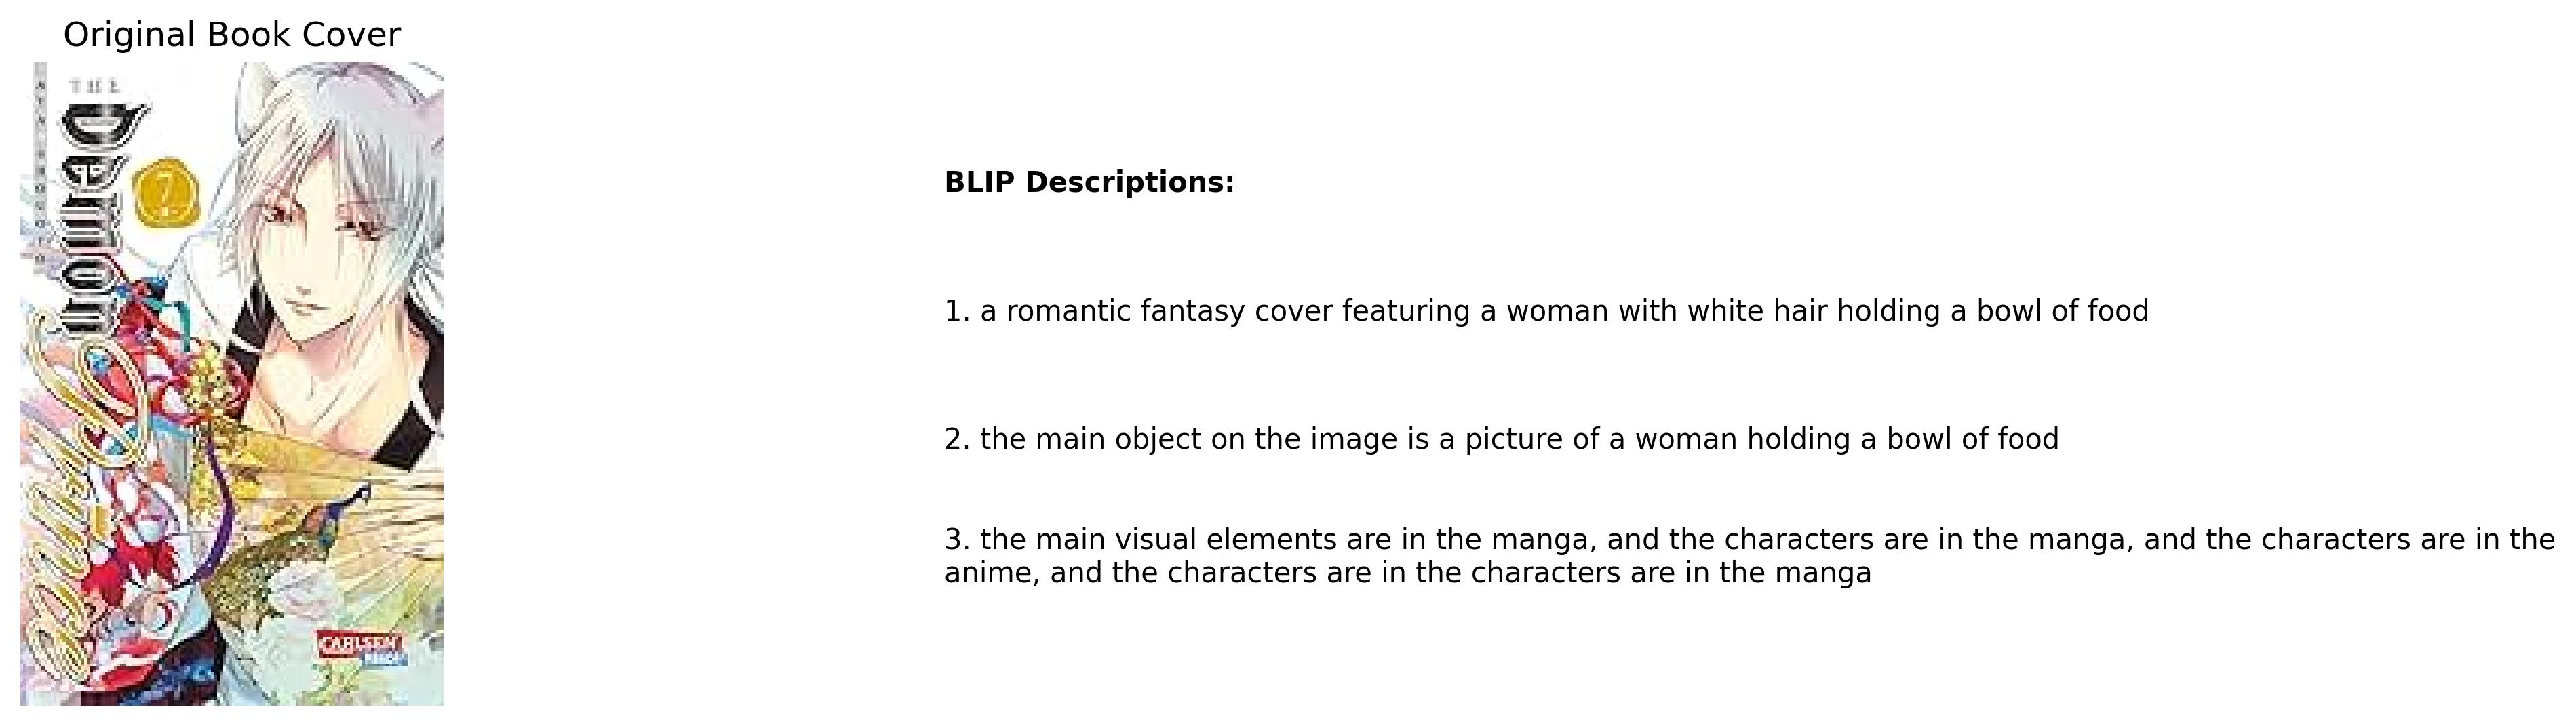 Original Book Cover
THE
Demon
Prince
7
CARLSEN
MANGA!
BLIP Descriptions:
1. a romantic fantasy cover featuring a woman with white hair holding a bowl of food
2. the main object on the image is a picture of a woman holding a bowl of food
3. the main visual elements are in the manga, and the characters are in the manga, and the characters are in the
anime, and the characters are in the characters are in the manga